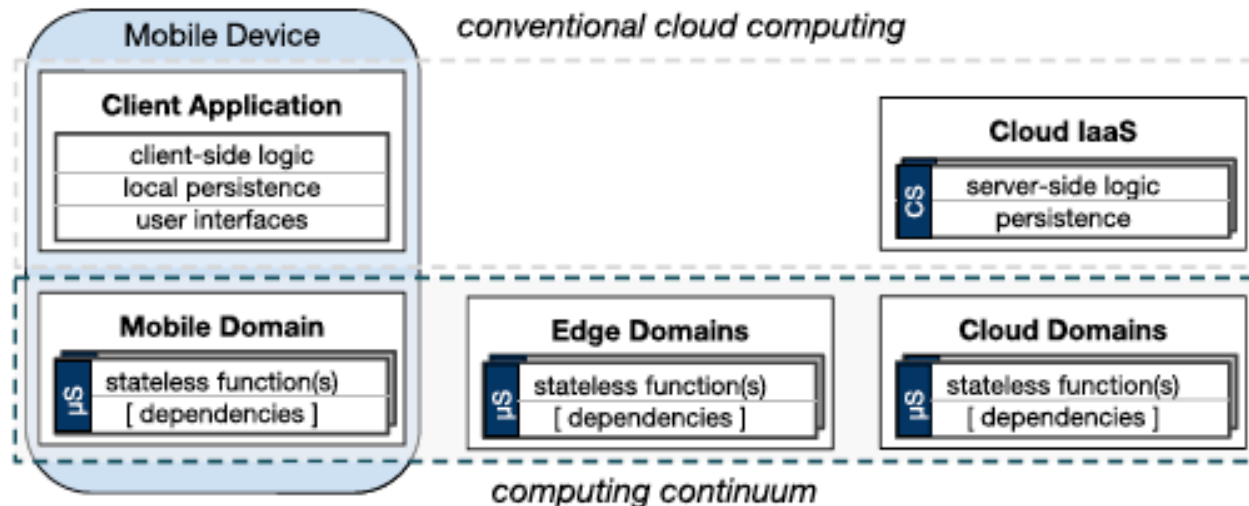 Mobile Device
conventional cloud computing
Client Application
client-side logic
local persistence
user interfaces
Cloud IaaS
CS
server-side logic
persistence
Mobile Domain
µS
stateless function(s)
[ dependencies ]
Edge Domains
µS
stateless function(s)
[ dependencies ]
Cloud Domains
µS
stateless function(s)
[ dependencies ]
computing continuum